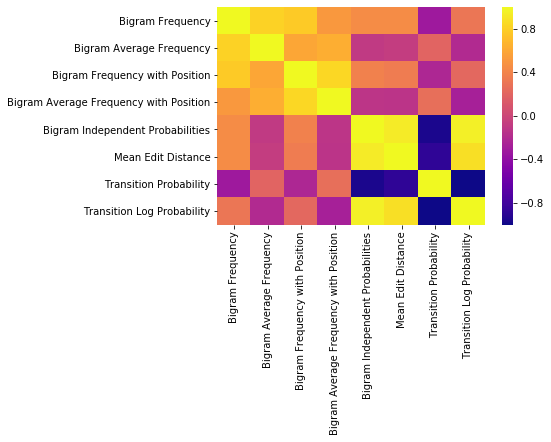 Bigram Frequency
Bigram Average Frequency
Bigram Frequency with Position
Bigram Average Frequency with Position
Bigram Independent Probabilities
Mean Edit Distance
Transition Probability
Transition Log Probability
0.8
0.4
0.0
−0.4
−0.8
Bigram Frequency
Bigram Average Frequency
Bigram Frequency with Position
Bigram Average Frequency with Position
Bigram Independent Probabilities
Mean Edit Distance
Transition Probability
Transition Log Probability